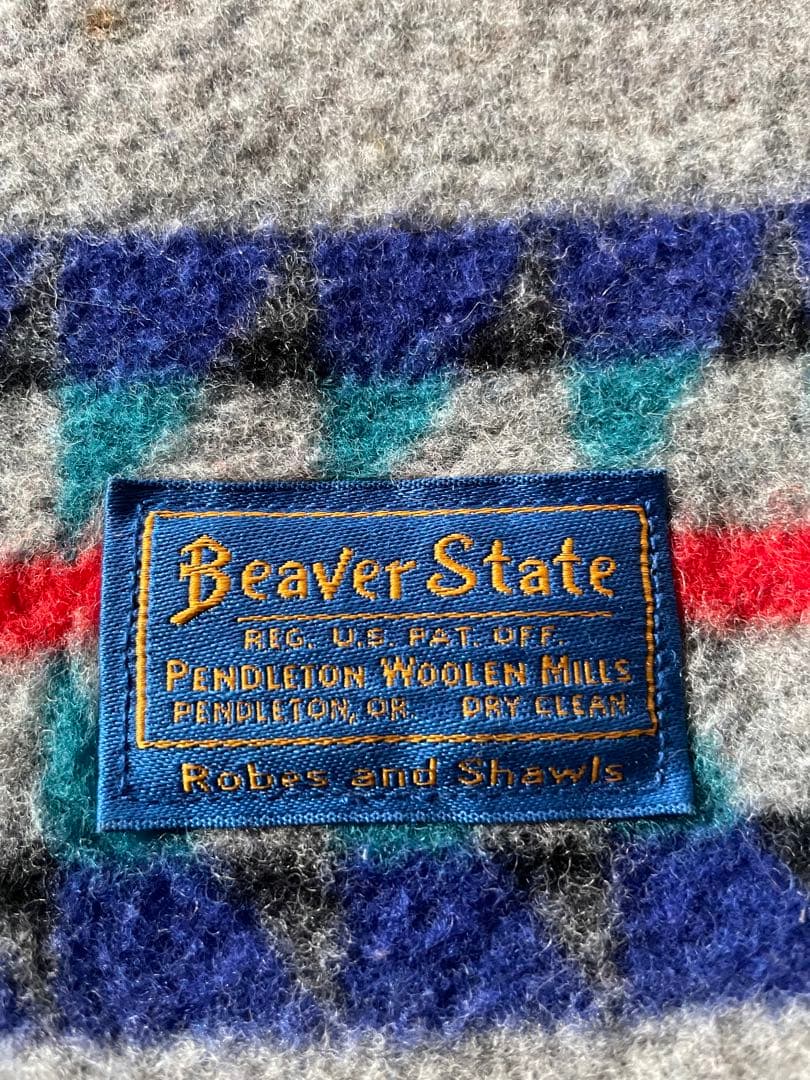 Beaver State
REG. U.S. PAT. OFF.
PENDLETON WOOLEN MILLS
PENDLETON, OR. DRY CLEAN
Robes and Shawls